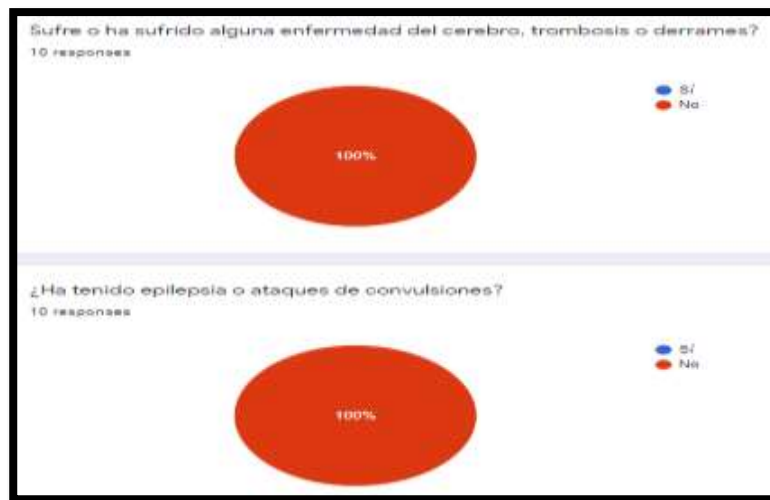 Sufre o ha sufrido alguna enfermedad del cerebro, trombosis o derrames?
10 responses
Sí
No
100%
¿Ha tenido epilepsia o ataques de convulsiones?
10 responses
Sí
No
100%